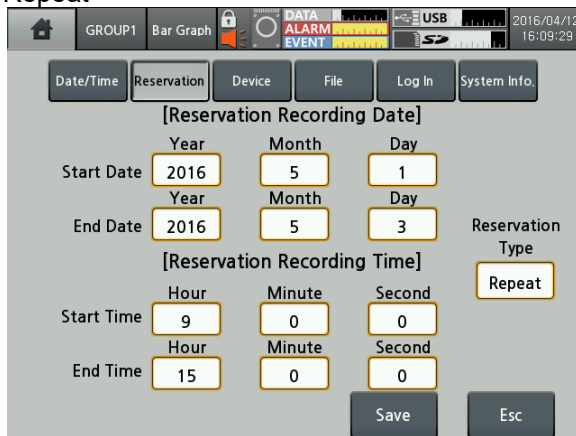 Repeat
GROUP1 Bar Graph DATA ALARM EVENT USB SD 2016/04/12 16:09:29
Date/Time Reservation Device File Log In System Info.
[Reservation Recording Date]
Year Month Day
Start Date 2016 5 1
Year Month Day
End Date 2016 5 3
Reservation Type
[Reservation Recording Time]
Repeat
Hour Minute Second
Start Time 9 0 0
Hour Minute Second
End Time 15 0 0
Save Esc